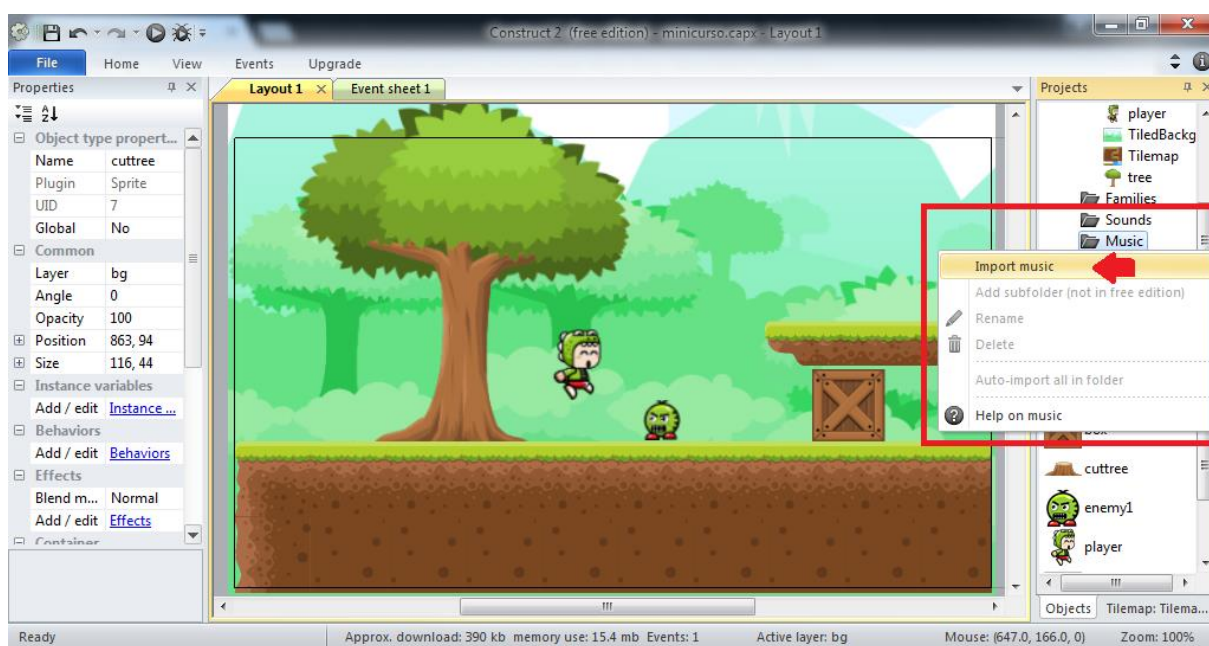 Construct 2 (free edition) - minicurso.capx - Layout 1
File Home View Events Upgrade
Properties
Layout 1 Event sheet 1
Projects
Object type propert...
Name cuttree
Plugin Sprite
UID 7
Global No
Common
Layer bg
Angle 0
Opacity 100
Position 863, 94
Size 116, 44
Instance variables
Add / edit Instance ...
Behaviors
Add / edit Behaviors
Effects
Blend m... Normal
Add / edit Effects
Container
player
TiledBackg
Tilemap
tree
Families
Sounds
Music
Import music
Add subfolder (not in free edition)
Rename
Delete
Auto-import all in folder
Help on music
box
cuttree
enemy1
player
Objects Tilemap: Tilema...
Ready Approx. download: 390 kb memory use: 15.4 mb Events: 1 Active layer: bg Mouse: (647.0, 166.0, 0) Zoom: 100%